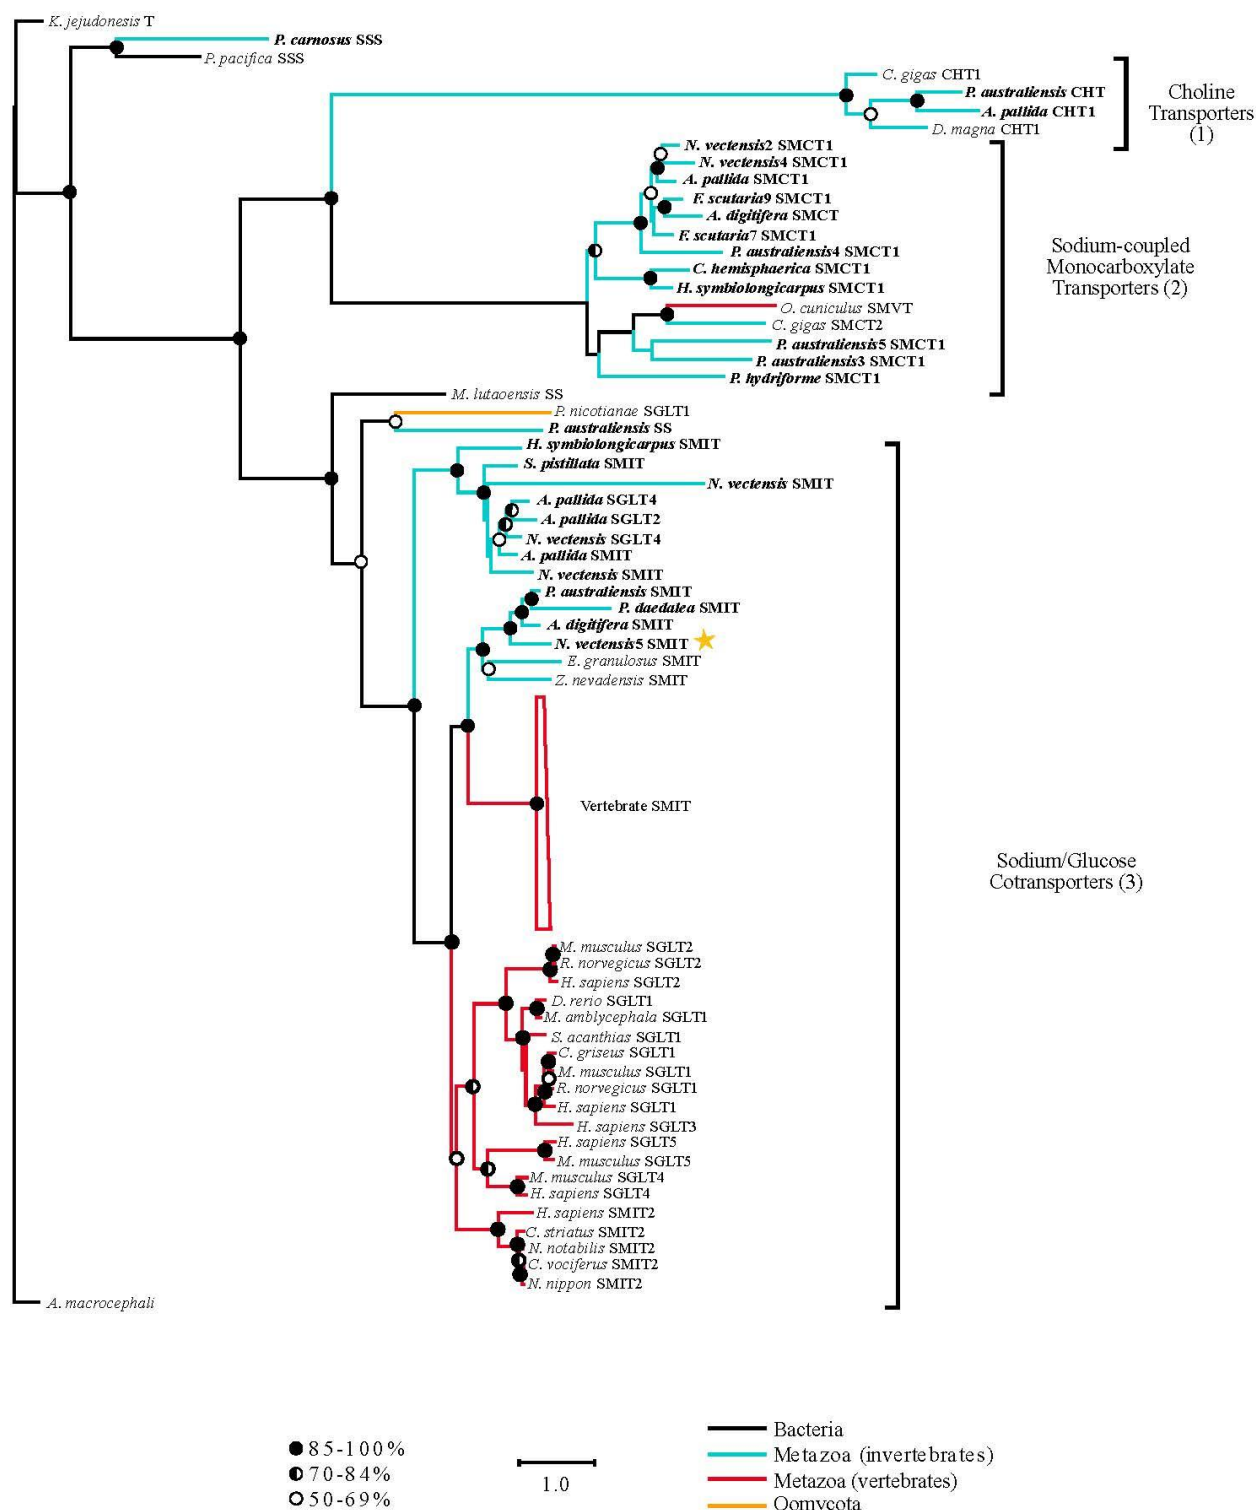 K. jejudonesis T
P. carnosus SSS
P. pacifica SSS
C. gigas CHT1
P. australiensis CHT
A. pallida CHT1
D. magna CHT1
Choline
Transporters
(1)
N. vectensis2 SMCT1
N. vectensis4 SMCT1
A. pallida SMCT1
F. scutaria9 SMCT1
A. digitifera SMCT
F. scutaria7 SMCT1
P. australiensis4 SMCT1
C. hemisphaerica SMCT1
H. symbiolongicarpus SMCT1
O. cuniculus SMVT
C. gigas SMCT2
P. australiensis5 SMCT1
P. australiensis3 SMCT1
P. hydriforme SMCT1
Sodium-coupled
Monocarboxylate
Transporters (2)
M. lutaoensis SS
P. nicotianae SGLT1
P. australiensis SS
H. symbiolongicarpus SMIT
S. pistillata SMIT
N. vectensis SMIT
A. pallida SGLT4
A. pallida SGLT2
N. vectensis SGLT4
A. pallida SMIT
N. vectensis SMIT
P. australiensis SMIT
P. daedalea SMIT
A. digitifera SMIT
N. vectensis5 SMIT
E. granulosus SMIT
Z. nevadensis SMIT
Vertebrate SMIT
Sodium/Glucose
Cotransporters (3)
M. musculus SGLT2
R. norvegicus SGLT2
H. sapiens SGLT2
D. rerio SGLT1
M. amblycephala SGLT1
S. acanthias SGLT1
C. griseus SGLT1
M. musculus SGLT1
R. norvegicus SGLT1
H. sapiens SGLT1
H. sapiens SGLT3
H. sapiens SGLT5
M. musculus SGLT5
M. musculus SGLT4
H. sapiens SGLT4
H. sapiens SMIT2
C. striatus SMIT2
N. notabilis SMIT2
C. vociferus SMIT2
N. nippon SMIT2
A. macrocephali
85-100%
70-84%
50-69%
1.0
Bacteria
Metazoa (invertebrates)
Metazoa (vertebrates)
Oomycota